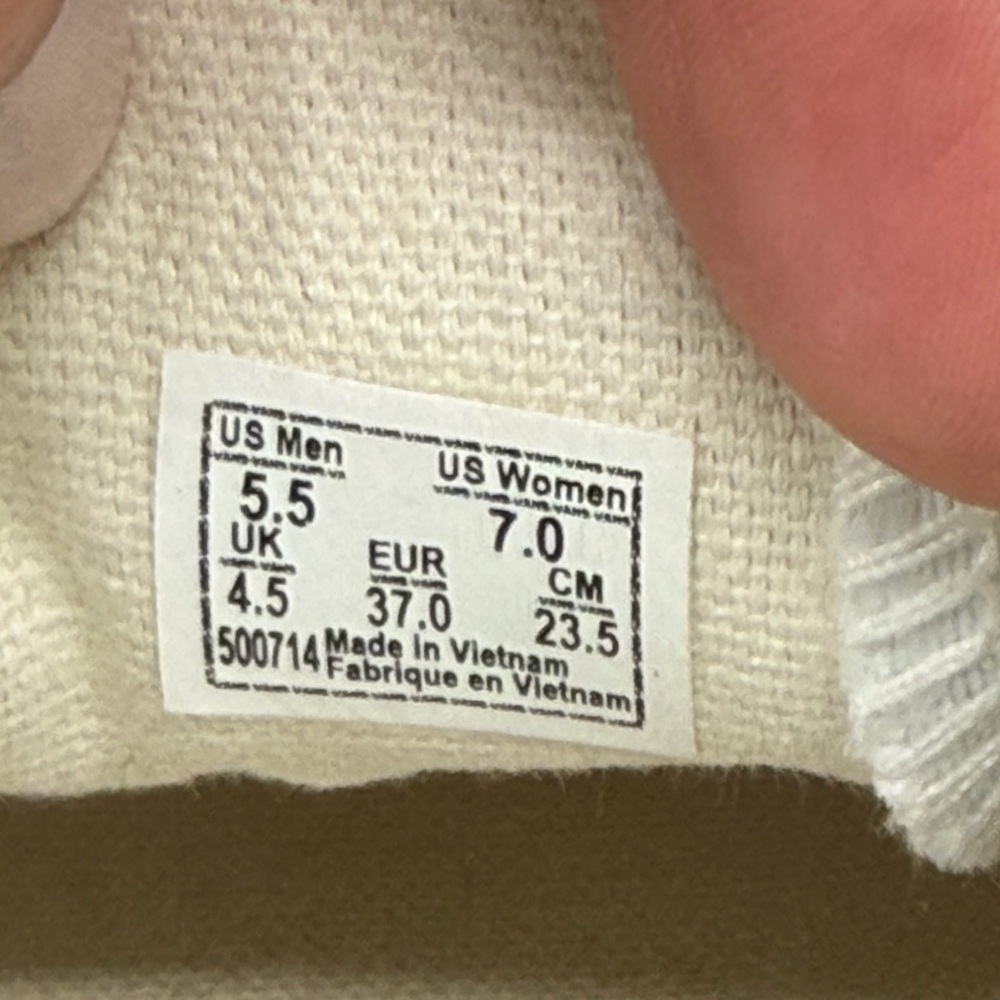 US Men US Women
5.5 7.0
UK EUR CM
4.5 37.0 23.5
500714 Made in Vietnam
Fabrique en Vietnam